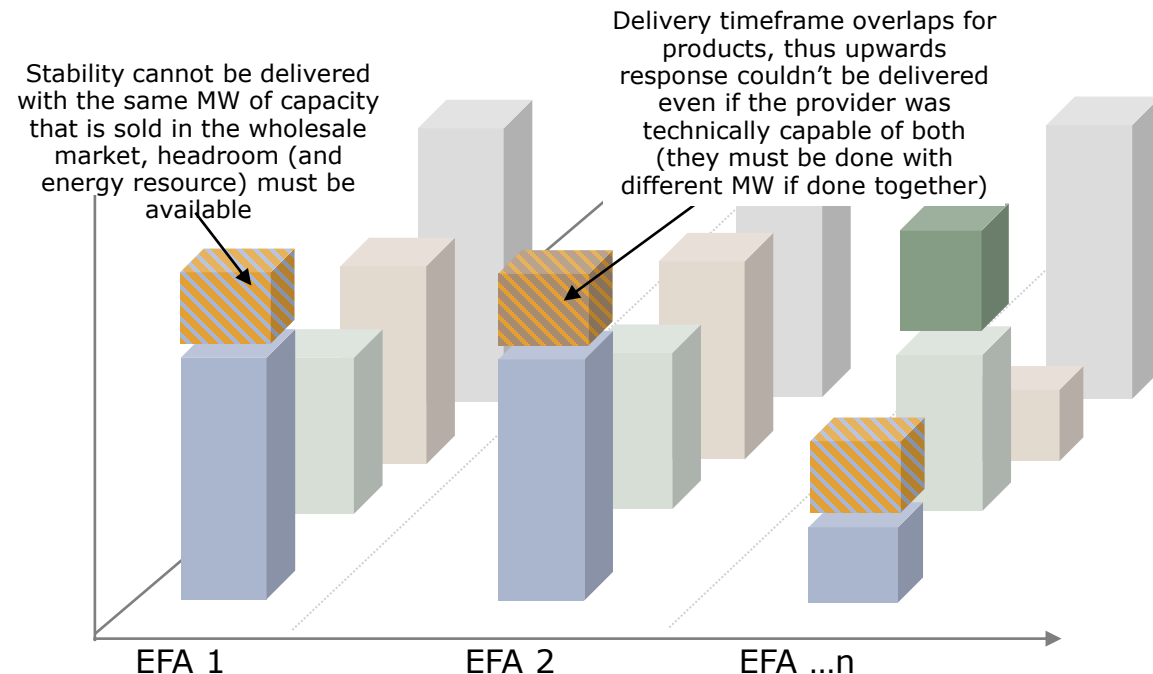 Stability cannot be delivered
with the same MW of capacity
that is sold in the wholesale
market, headroom (and
energy resource) must be
available
Delivery timeframe overlaps for
products, thus upwards
response couldn’t be delivered
even if the provider was
technically capable of both
(they must be done with
different MW if done together)
EFA 1
EFA 2
EFA ...n